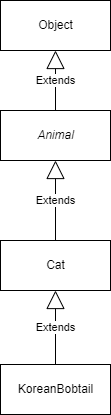 Object
Extends
Animal
Extends
Cat
Extends
KoreanBobtail